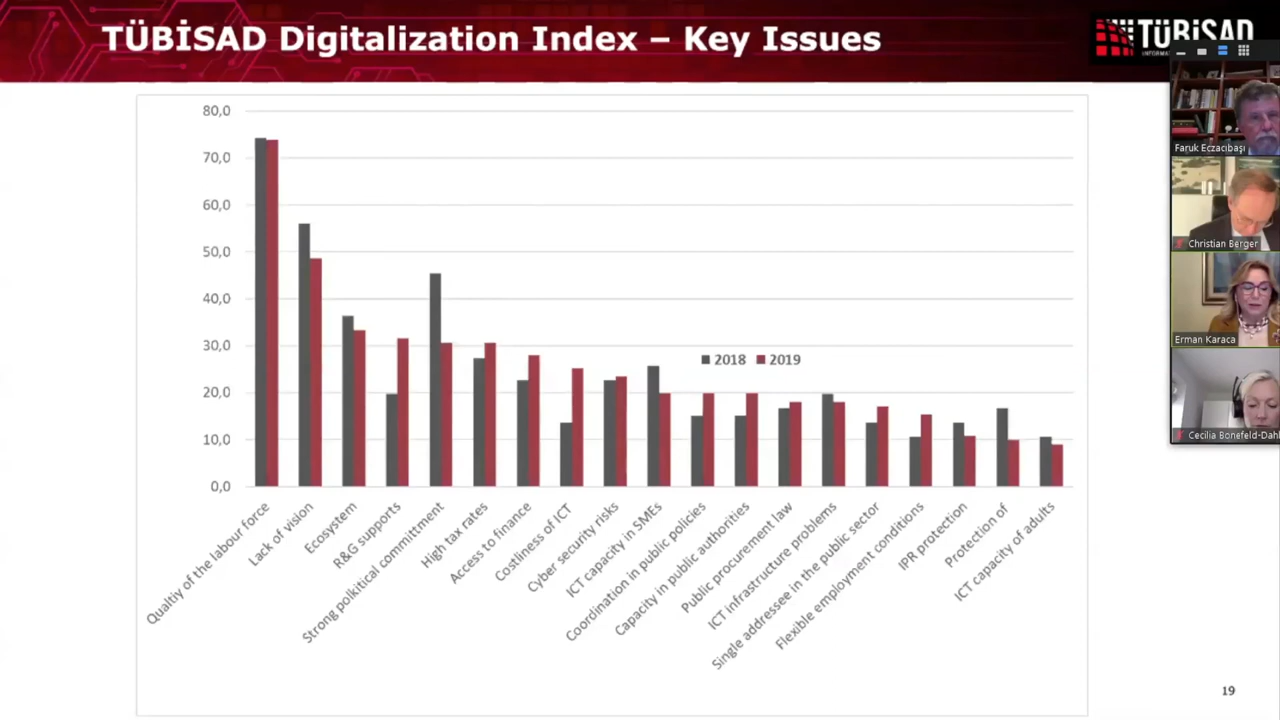 TÜBİSAD Digitalization Index – Key Issues
TÜBİSAD
80,0
70,0
60,0
50,0
40,0
30,0
20,0
10,0
0,0
2018
2019
Qualtiy of the labour force
Lack of vision
Ecosystem
R&G supports
Strong polkitical committment
High tax rates
Access to finance
Costliness of ICT
Cyber security risks
ICT capacity in SMEs
Coordination in public policies
Capacity in public authorities
Public procurement law
ICT infrastructure problems
Single addressee in the public sector
Flexible employment conditions
IPR protection
Protection of
ICT capacity of adults
19
Faruk Eczacıbaşı
Christian Berger
Erman Karaca
Cecilia Bonefeld-Dahl